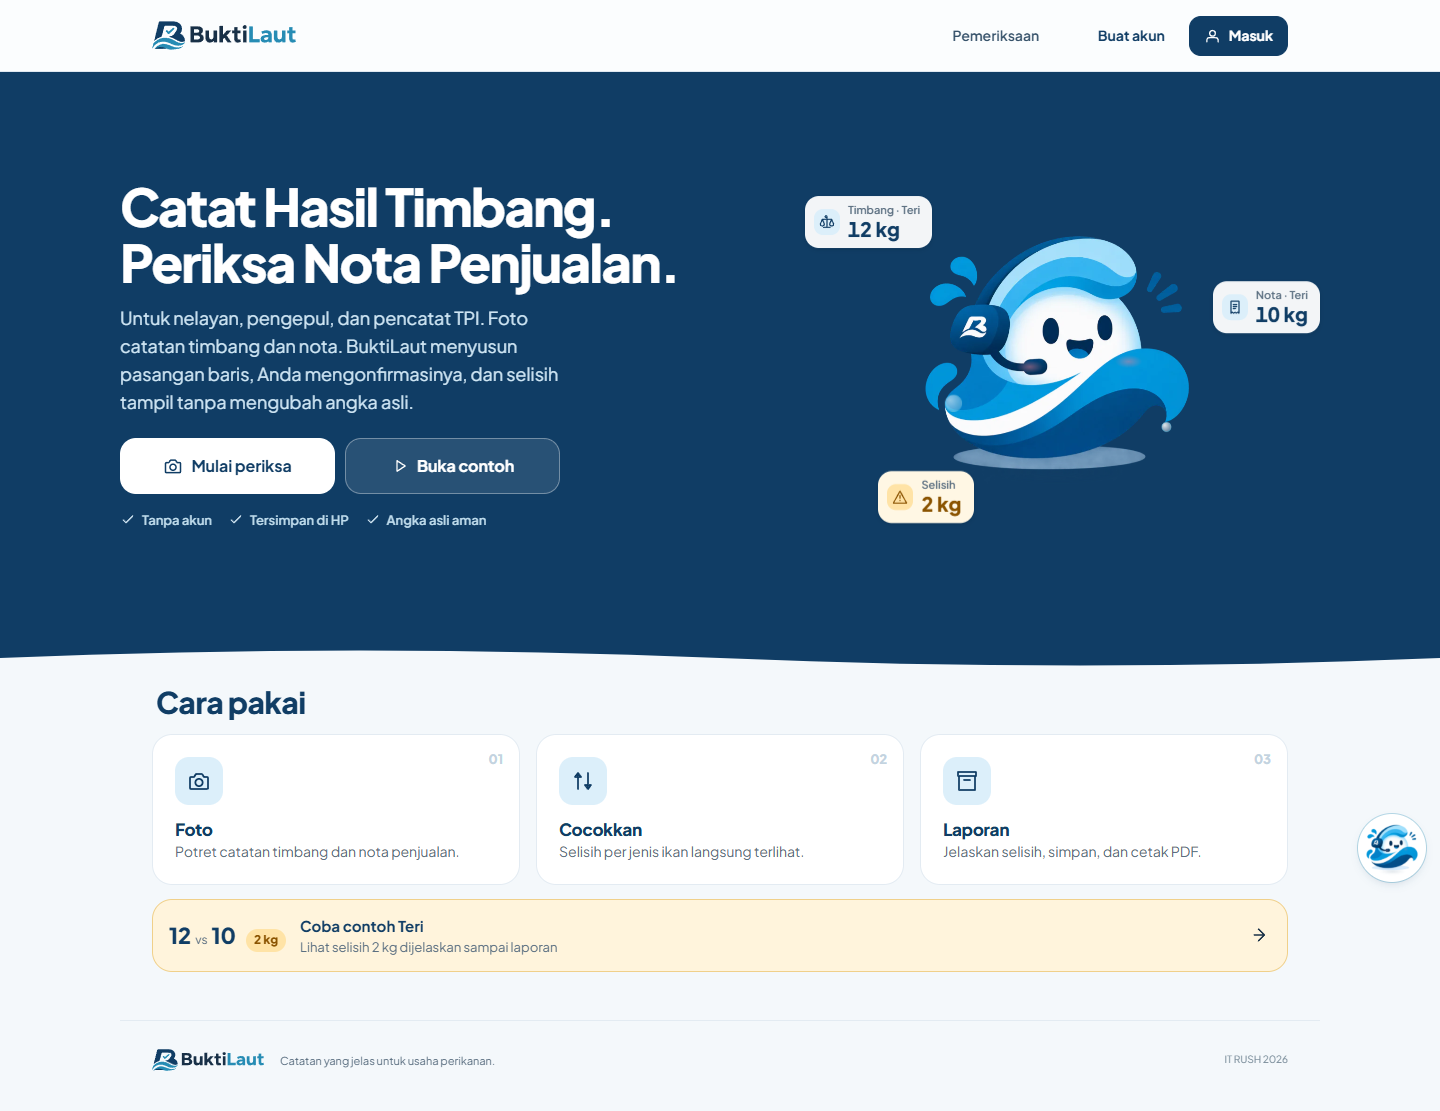 BuktiLaut
Pemeriksaan
Buat akun
Masuk
Catat Hasil Timbang.
Periksa Nota Penjualan.
Untuk nelayan, pengepul, dan pencatat TPI. Foto
catatan timbang dan nota. BuktiLaut menyusun
pasangan baris, Anda mengonfirmasinya, dan selisih
tampil tanpa mengubah angka asli.
Mulai periksa
Buka contoh
Tanpa akun
Tersimpan di HP
Angka asli aman
Timbang · Teri
12 kg
Nota · Teri
10 kg
Selisih
2 kg
Cara pakai
01
Foto
Potret catatan timbang dan nota penjualan.
02
Cocokkan
Selisih per jenis ikan langsung terlihat.
03
Laporan
Jelaskan selisih, simpan, dan cetak PDF.
12 vs 10 2 kg
Coba contoh Teri
Lihat selisih 2 kg dijelaskan sampai laporan
BuktiLaut
Catatan yang jelas untuk usaha perikanan.
IT RUSH 2026